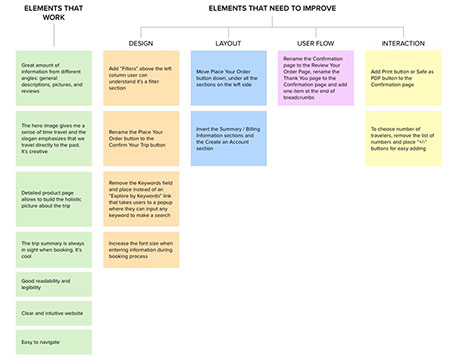 ELEMENTS THAT
WORK
ELEMENTS THAT NEED TO IMPROVE
DESIGN
LAYOUT
USER FLOW
INTERACTION
Great amount of
information from
different angles: general
descriptions, pictures, and
reviews
The hero image gives me a
sense of time travel and the
slogan emphasizes that we
travel directly to the past.
It's creative
Detailed product page
allows to build the holistic
picture about the trip
The trip summary is always
in sight when booking. It's
cool
Good readability and
legibility
Clear and intuitive website
Easy to navigate
Add "Filters" above the left
column user can
understand it's a filter
section
Rename the Place Your
Order button to the
Confirm Your Trip button
Remove the Keywords field
and place instead of an
"Explore by Keywords" link
that takes users to a popup
where they can input any
keyword to make a search
Increase the font size when
entering information during
booking process
Move Place Your Order
button down, under all the
sections on the left side
Invert the Summary / Billing
Information sections and
the Create an Account
section
Rename the Confirmation
page to the Review Your
Order Page, rename the
Thank You page to the
Confirmation page and add
one item at the end of
breadcrumbs
Add Print button or Safe as
PDF button to the
Confirmation page
To choose number of
travelers, remove the list of
numbers and place "+/-"
buttons for easy adding